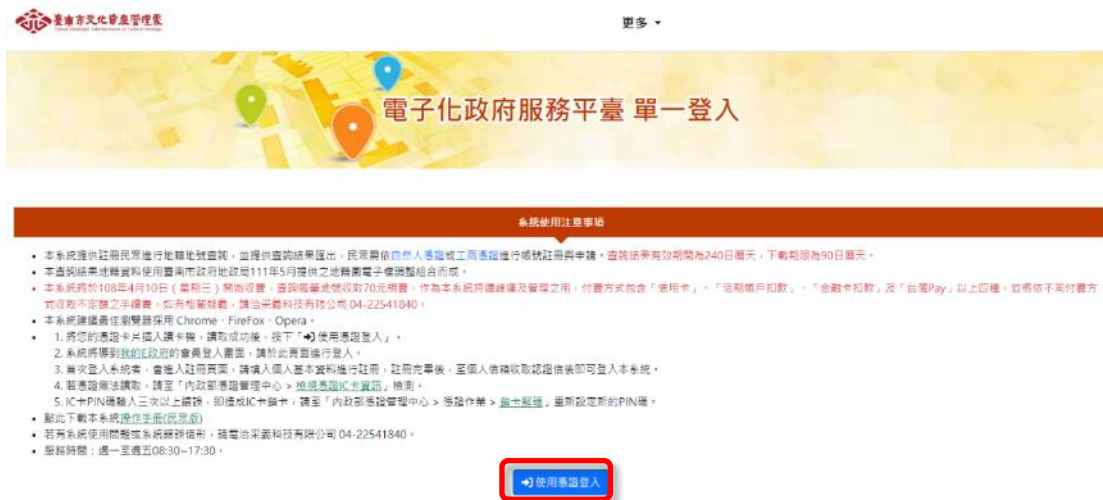 臺南市文化資產管理處
更多
電子化政府服務平臺 單一登入
系統使用注意事項
• 本系統提供註冊民眾進行地籍地號查詢，並提供查詢結果匯出，民眾需依自然人憑證或工商憑證進行帳號註冊與申請。查詢結果有效期間為240日曆天，下載期限為90日曆天。
• 本查詢結果地籍資料使用臺南市政府地政局111年5月提供之地籍圖電子檔調整組合而成。
• 本系統將於108年4月10日（星期三）開始收費，查詢每筆地號收取70元規費，作為本系統持續維護及管理之用，付費方式包含「信用卡」、「活期帳戶扣款」、「金融卡扣款」及「台灣Pay」以上四種，並將依不同付費方
式收取不定額之手續費，如有相關疑義，請洽采義科技有限公司 04-22541840。
• 本系統建議最佳瀏覽器採用 Chrome、FireFox、Opera。
• 1. 將您的憑證卡片插入讀卡機，讀取成功後，按下「使用憑證登入」。
2. 系統將導到我的E政府的會員登入畫面，請於此頁面進行登入。
3. 首次登入系統者，會進入註冊頁面，請填入個人基本資料進行註冊，註冊完畢後，至個人信箱收取認證信後即可登入本系統。
4. 若憑證無法讀取，請至「內政部憑證管理中心 > 檢視憑證IC卡資訊」檢測。
5. IC卡PIN碼輸入三次以上錯誤，即造成IC卡鎖卡，請至「內政部憑證管理中心 > 憑證作業 > 鎖卡解碼」重新設定新的PIN碼。
• 點此下載本系統操作手冊(民眾版)
• 若有系統使用問題或系統錯誤情形，請電洽采義科技有限公司 04-22541840。
• 服務時間：週一至週五08:30~17:30。
使用憑證登入